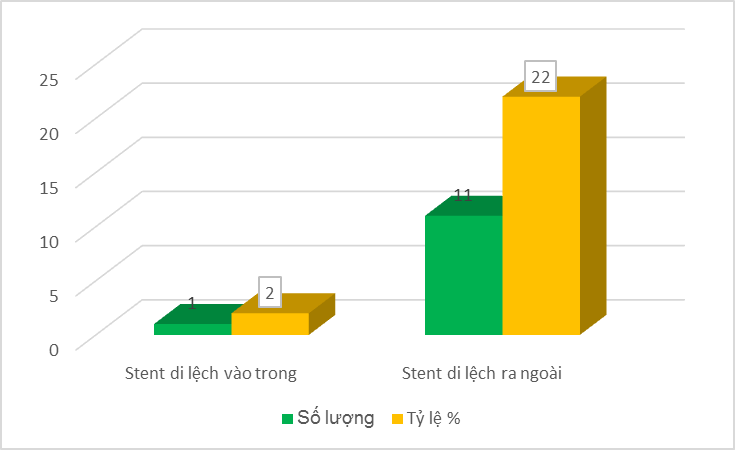 25
20
15
10
5
0
1
2
11
22
Stent di lệch vào trong
Stent di lệch ra ngoài
Số lượng
Tỷ lệ %